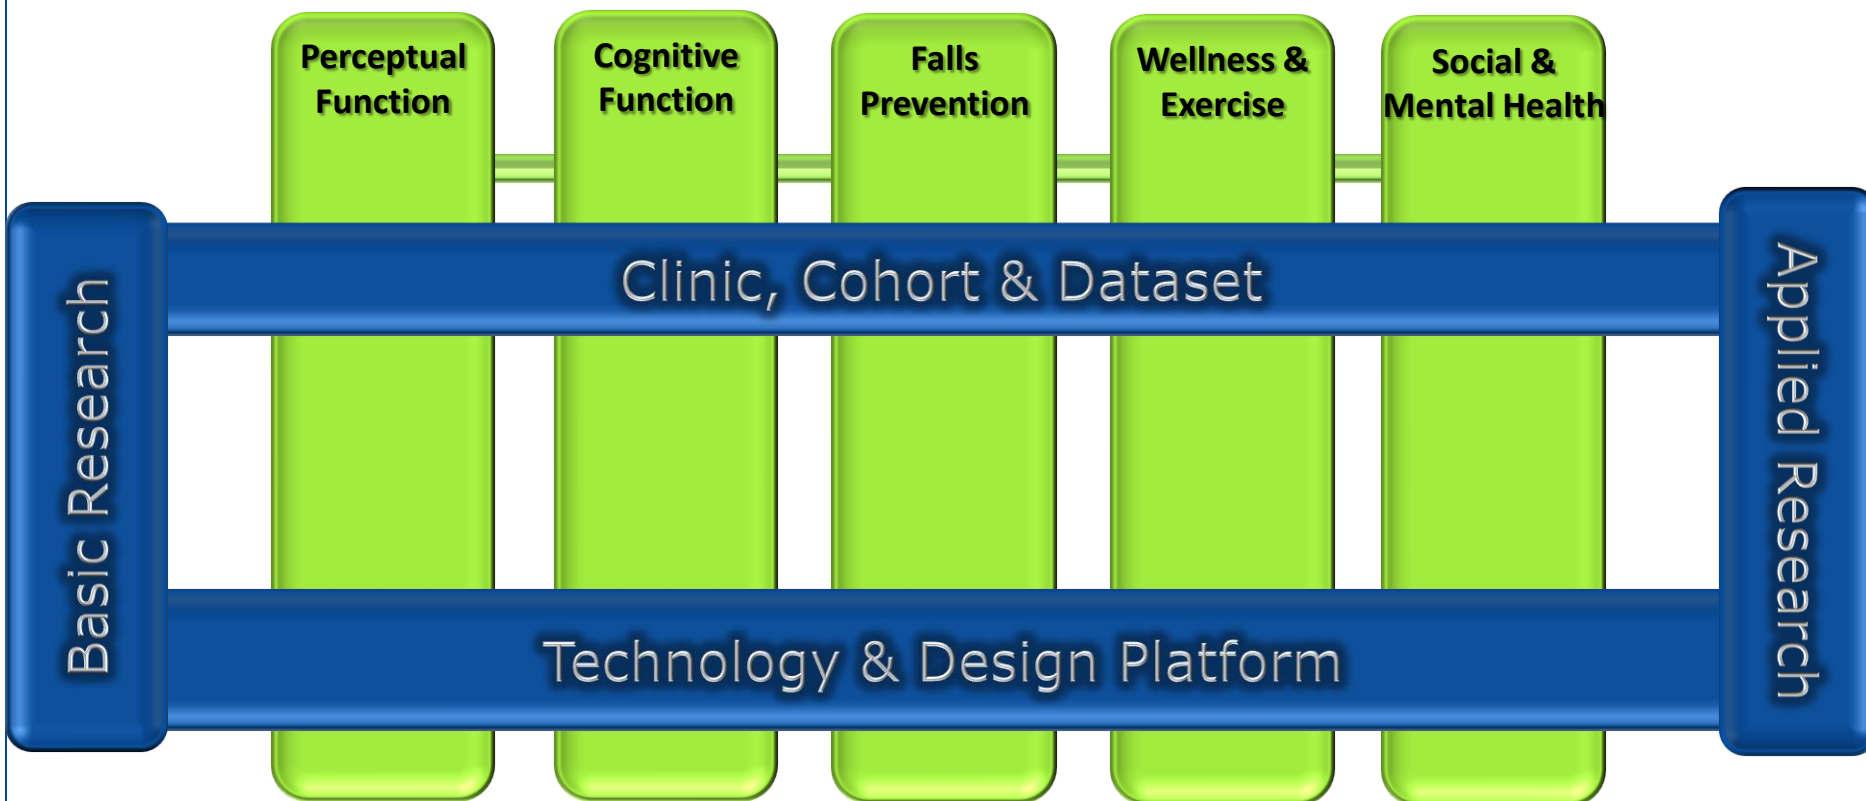 Perceptual
Function
Cognitive
Function
Falls
Prevention
Wellness &
Exercise
Social &
Mental Health
Clinic, Cohort & Dataset
Basic Research
Applied Research
Technology & Design Platform